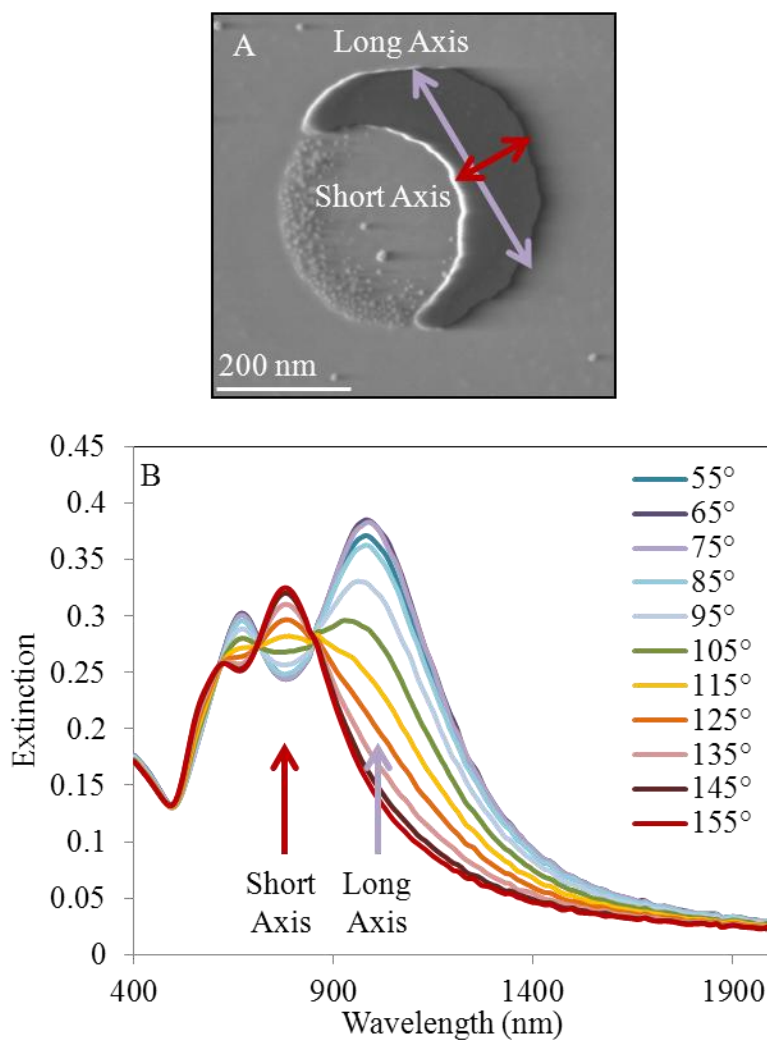 A
Long Axis
Short Axis
200 nm
B
0.45
0.4
0.35
0.3
0.25
0.2
0.15
0.1
0.05
0
Extinction
55°
65°
75°
85°
95°
105°
115°
125°
135°
145°
155°
Short
Axis
Long
Axis
400
900
1400
1900
Wavelength (nm)